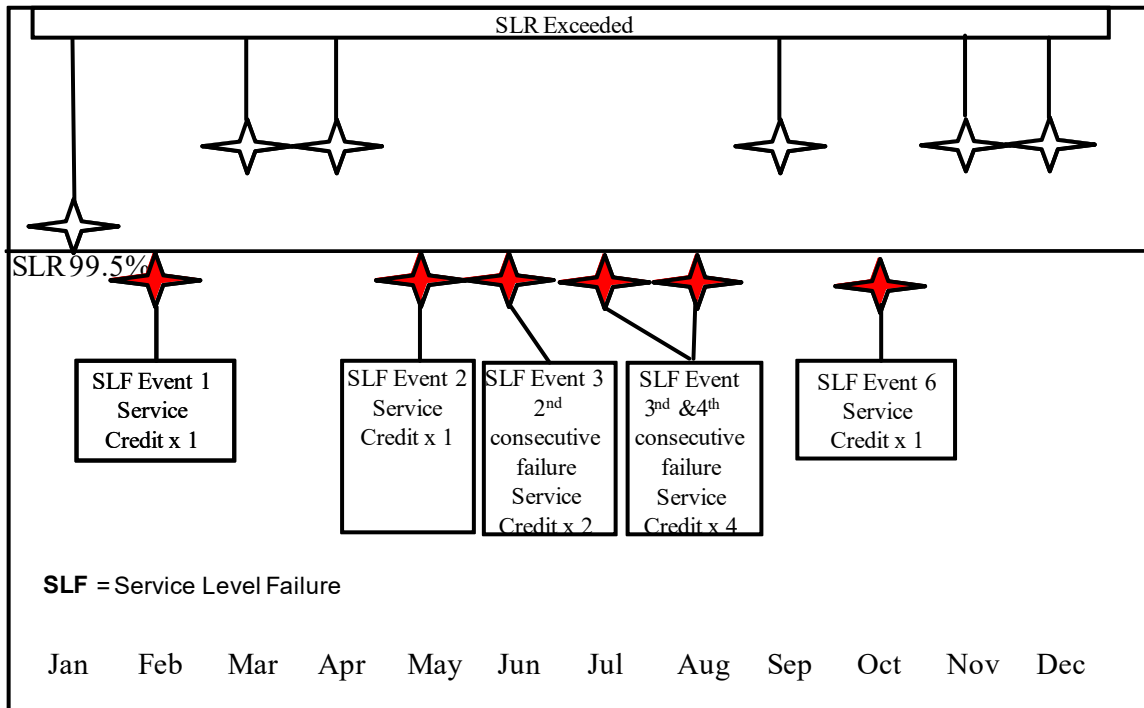 SLR Exceeded
SLR 99.5%
SLF Event 1
Service
Credit x 1
SLF Event 2
Service
Credit x 1
SLF Event 3
2nd
consecutive
failure
Service
Credit x 2
SLF Event
3nd &4th
consecutive
failure
Service
Credit x 4
SLF Event 6
Service
Credit x 1
SLF = Service Level Failure
Jan Feb Mar Apr May Jun Jul Aug Sep Oct Nov Dec